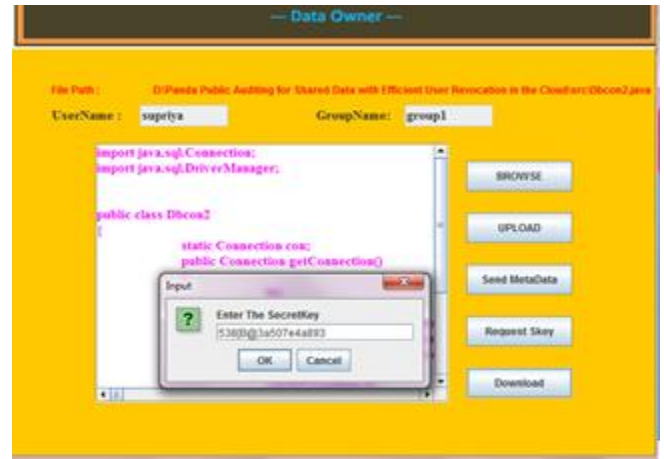 --- Data Owner ---
File Path : D:\Panda Public Auditing for Shared Data with Efficient User Revocation in the Cloud\src\Dbcon2.java
UserName : supriya GroupName: group1
import java.sql.Connection;
import java.sql.DriverManager;
public class Dbcon2
{
static Connection con;
public Connection getConnection()
BROWSE
UPLOAD
Send MetaData
Request Skey
Download
Input
Enter The SecretKey
OK Cancel